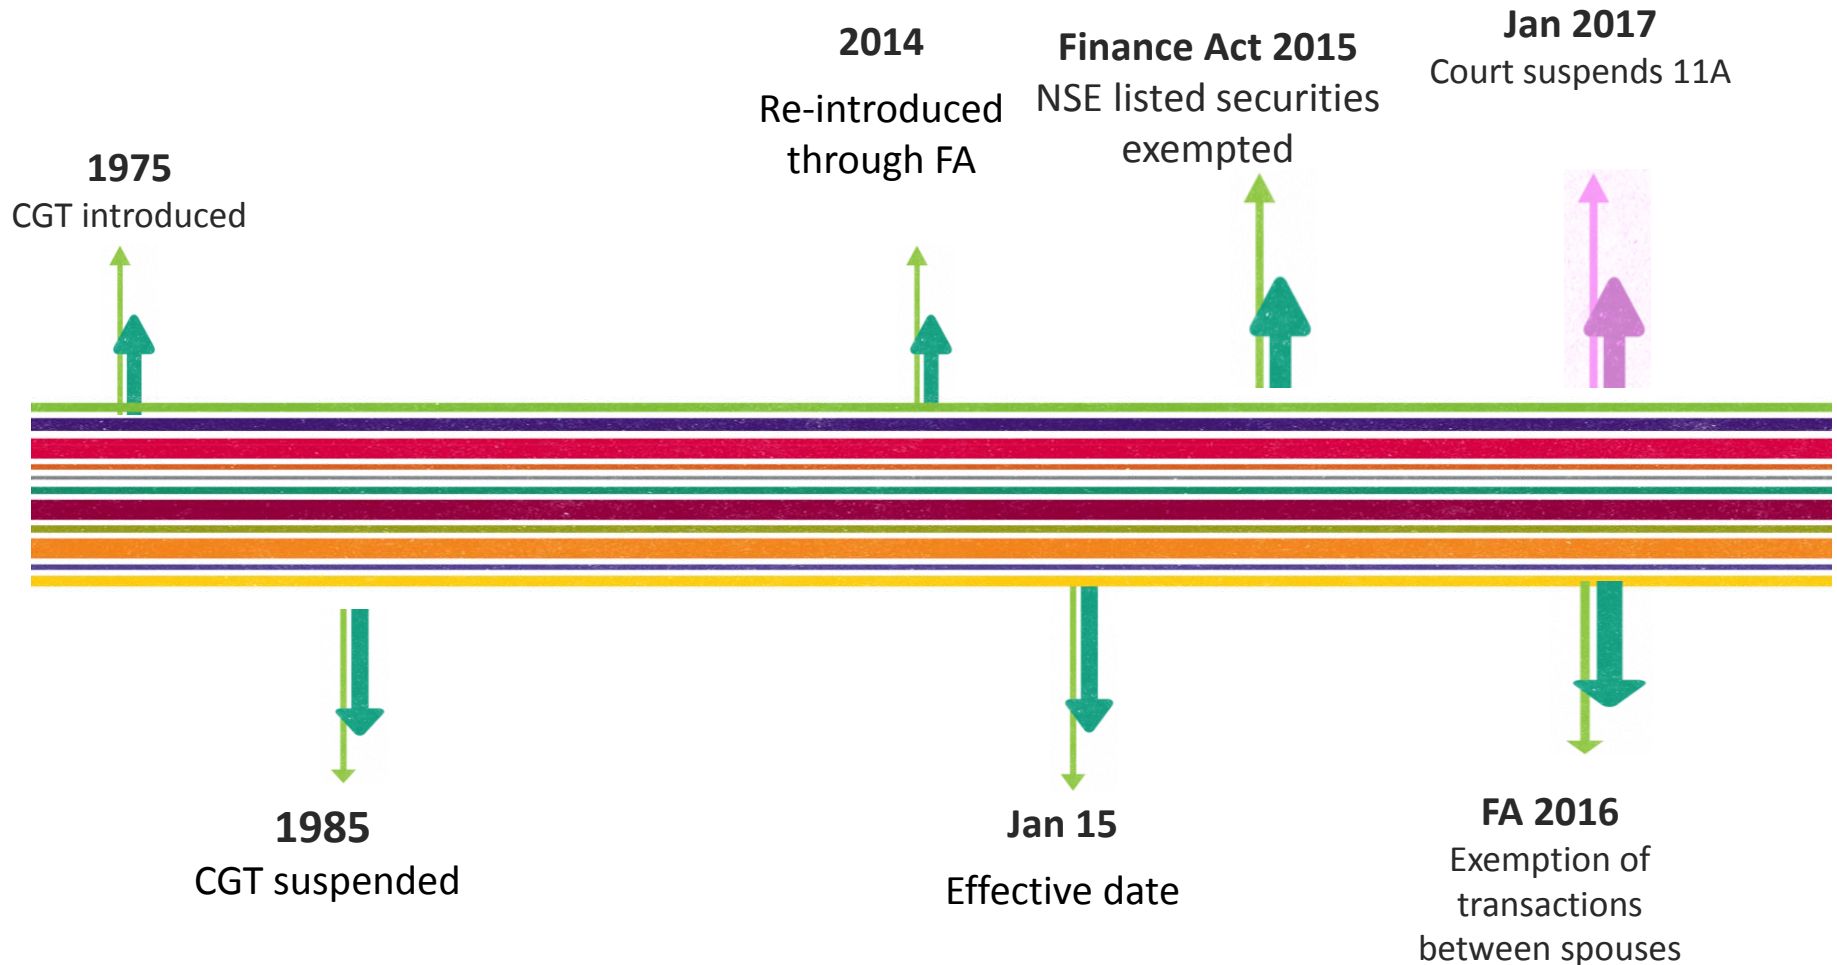 1975
CGT introduced
2014
Re-introduced
through FA
Finance Act 2015
NSE listed securities
exempted
Jan 2017
Court suspends 11A
1985
CGT suspended
Jan 15
Effective date
FA 2016
Exemption of
transactions
between spouses